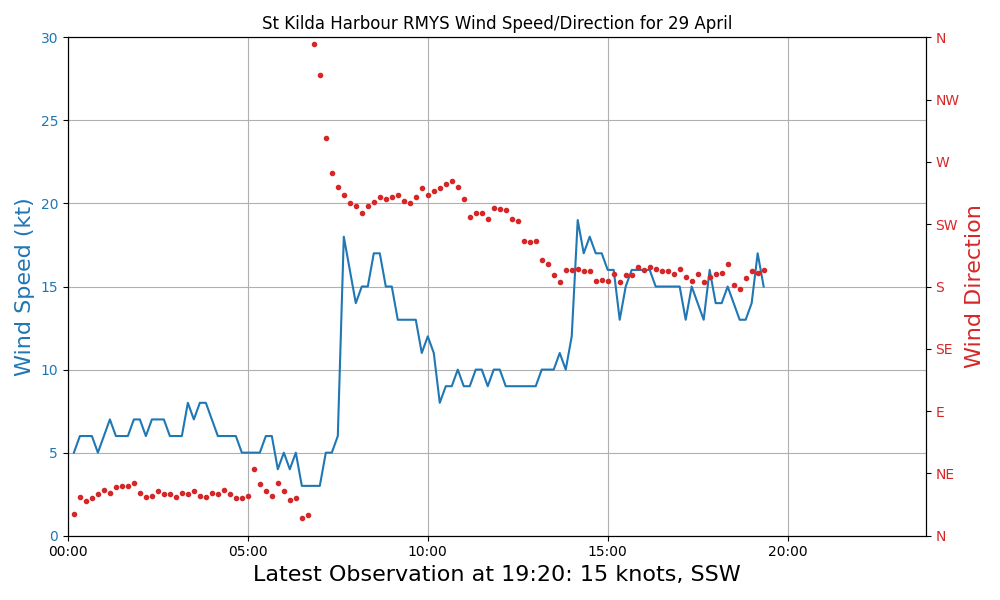 St Kilda Harbour RMYS Wind Speed/Direction for 29 April
30
25
20
15
10
5
0
Wind Speed (kt)
N
NW
W
SW
S
SE
E
NE
N
Wind Direction
00:00 05:00 10:00 15:00 20:00
Latest Observation at 19:20: 15 knots, SSW